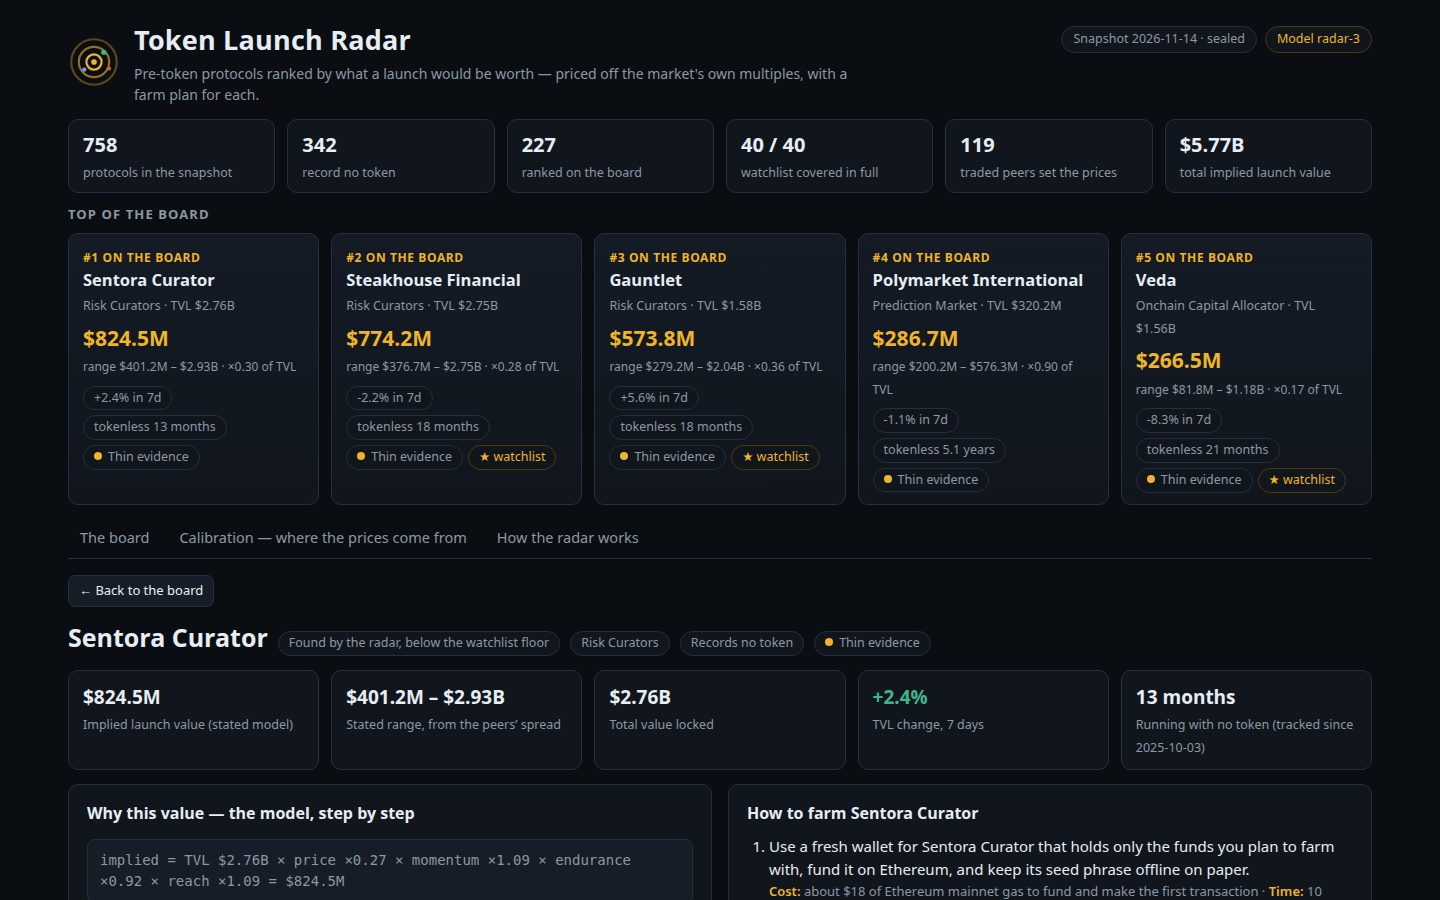 Token Launch Radar
Snapshot 2026-11-14 · sealed
Model radar-3
Pre-token protocols ranked by what a launch would be worth — priced off the market's own multiples, with a
farm plan for each.
758
protocols in the snapshot
342
record no token
227
ranked on the board
40 / 40
watchlist covered in full
119
traded peers set the prices
$5.77B
total implied launch value
TOP OF THE BOARD
#1 ON THE BOARD
Sentora Curator
Risk Curators · TVL $2.76B
$824.5M
range $401.2M – $2.93B · ×0.30 of TVL
+2.4% in 7d
tokenless 13 months
Thin evidence
#2 ON THE BOARD
Steakhouse Financial
Risk Curators · TVL $2.75B
$774.2M
range $376.7M – $2.75B · ×0.28 of TVL
-2.2% in 7d
tokenless 18 months
Thin evidence
★ watchlist
#3 ON THE BOARD
Gauntlet
Risk Curators · TVL $1.58B
$573.8M
range $279.2M – $2.04B · ×0.36 of TVL
+5.6% in 7d
tokenless 18 months
Thin evidence
★ watchlist
#4 ON THE BOARD
Polymarket International
Prediction Market · TVL $320.2M
$286.7M
range $200.2M – $576.3M · ×0.90 of
TVL
-1.1% in 7d
tokenless 5.1 years
Thin evidence
#5 ON THE BOARD
Veda
Onchain Capital Allocator · TVL
$1.56B
$266.5M
range $81.8M – $1.18B · ×0.17 of TVL
-8.3% in 7d
tokenless 21 months
Thin evidence
★ watchlist
The board
Calibration — where the prices come from
How the radar works
← Back to the board
Sentora Curator
Found by the radar, below the watchlist floor
Risk Curators
Records no token
Thin evidence
$824.5M
Implied launch value (stated model)
$401.2M – $2.93B
Stated range, from the peers’ spread
$2.76B
Total value locked
+2.4%
TVL change, 7 days
13 months
Running with no token (tracked since
2025-10-03)
Why this value — the model, step by step
implied = TVL $2.76B × price ×0.27 × momentum ×1.09 × endurance
×0.92 × reach ×1.09 = $824.5M
How to farm Sentora Curator
1. Use a fresh wallet for Sentora Curator that holds only the funds you plan to farm
with, fund it on Ethereum, and keep its seed phrase offline on paper.
Cost: about $18 of Ethereum mainnet gas to fund and make the first transaction · Time: 10